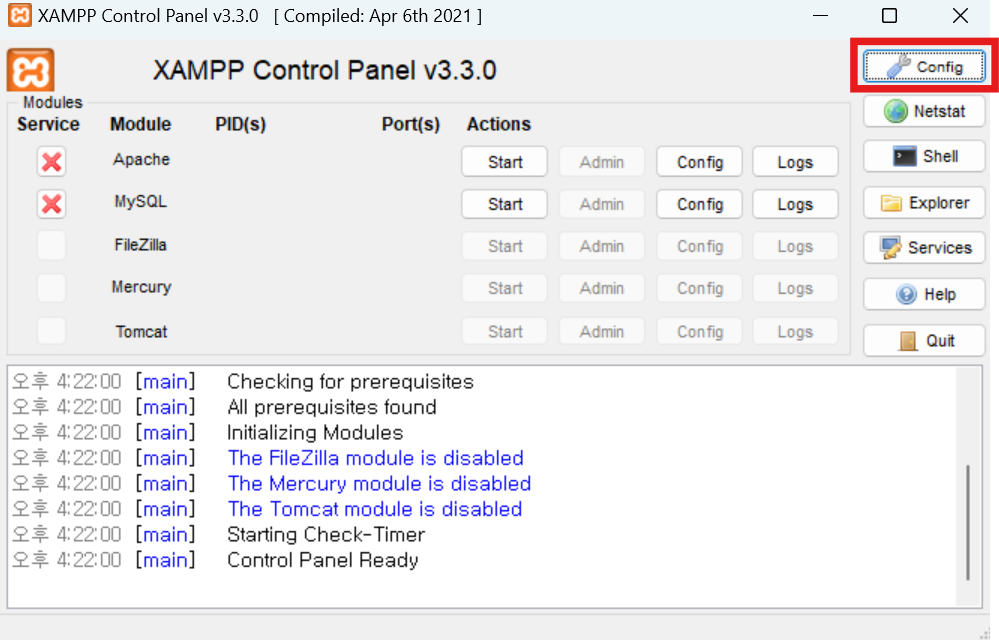 XAMPP Control Panel v3.3.0 [ Compiled: Apr 6th 2021 ]
XAMPP Control Panel v3.3.0
Config
Modules
Service Module PID(s) Port(s) Actions
Netstat
Apache Start Admin Config Logs
Shell
MySQL Start Admin Config Logs
Explorer
FileZilla Start Admin Config Logs
Services
Mercury Start Admin Config Logs
Help
Tomcat Start Admin Config Logs
Quit
오후 4:22:00 [main] Checking for prerequisites
오후 4:22:00 [main] All prerequisites found
오후 4:22:00 [main] Initializing Modules
오후 4:22:00 [main] The FileZilla module is disabled
오후 4:22:00 [main] The Mercury module is disabled
오후 4:22:00 [main] The Tomcat module is disabled
오후 4:22:00 [main] Starting Check-Timer
오후 4:22:00 [main] Control Panel Ready